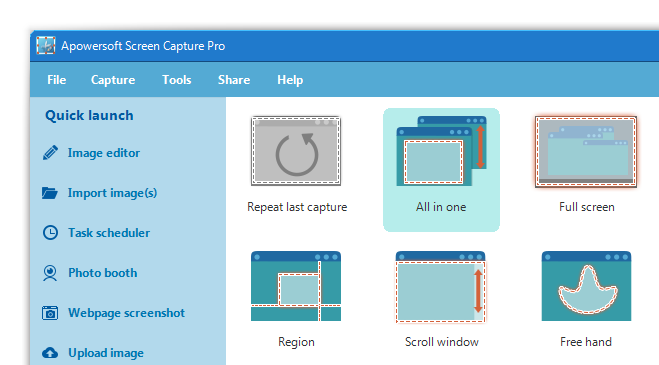 Apowersoft Screen Capture Pro
File Capture Tools Share Help
Quick launch
Image editor
Import image(s)
Task scheduler
Photo booth
Webpage screenshot
Upload image
Repeat last capture All in one Full screen
Region Scroll window Free hand